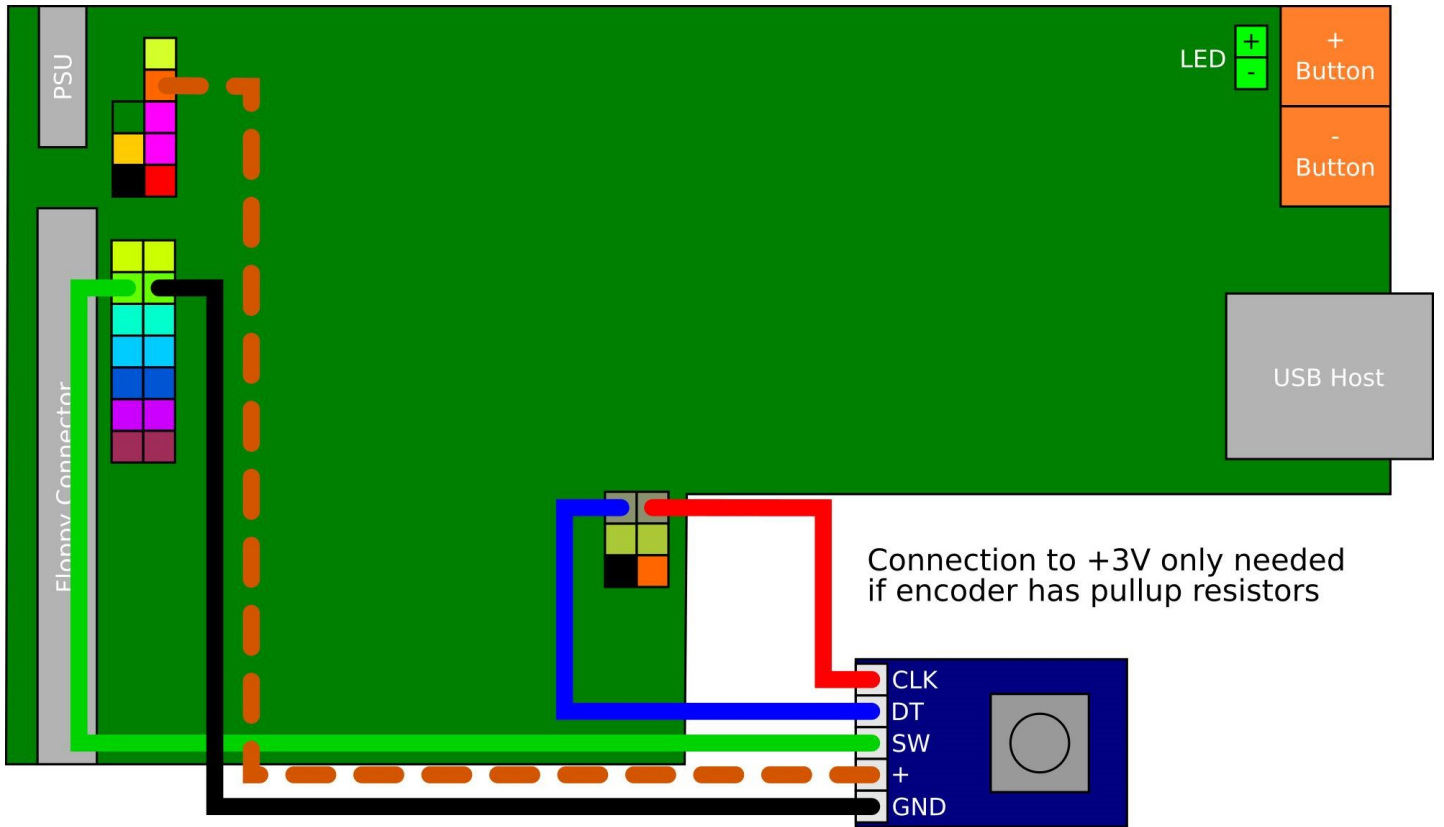 PSU
LED
+
-
+
Button
-
Button
Floppy Connector
USB Host
Connection to +3V only needed
if encoder has pullup resistors
CLK
DT
SW
+
GND